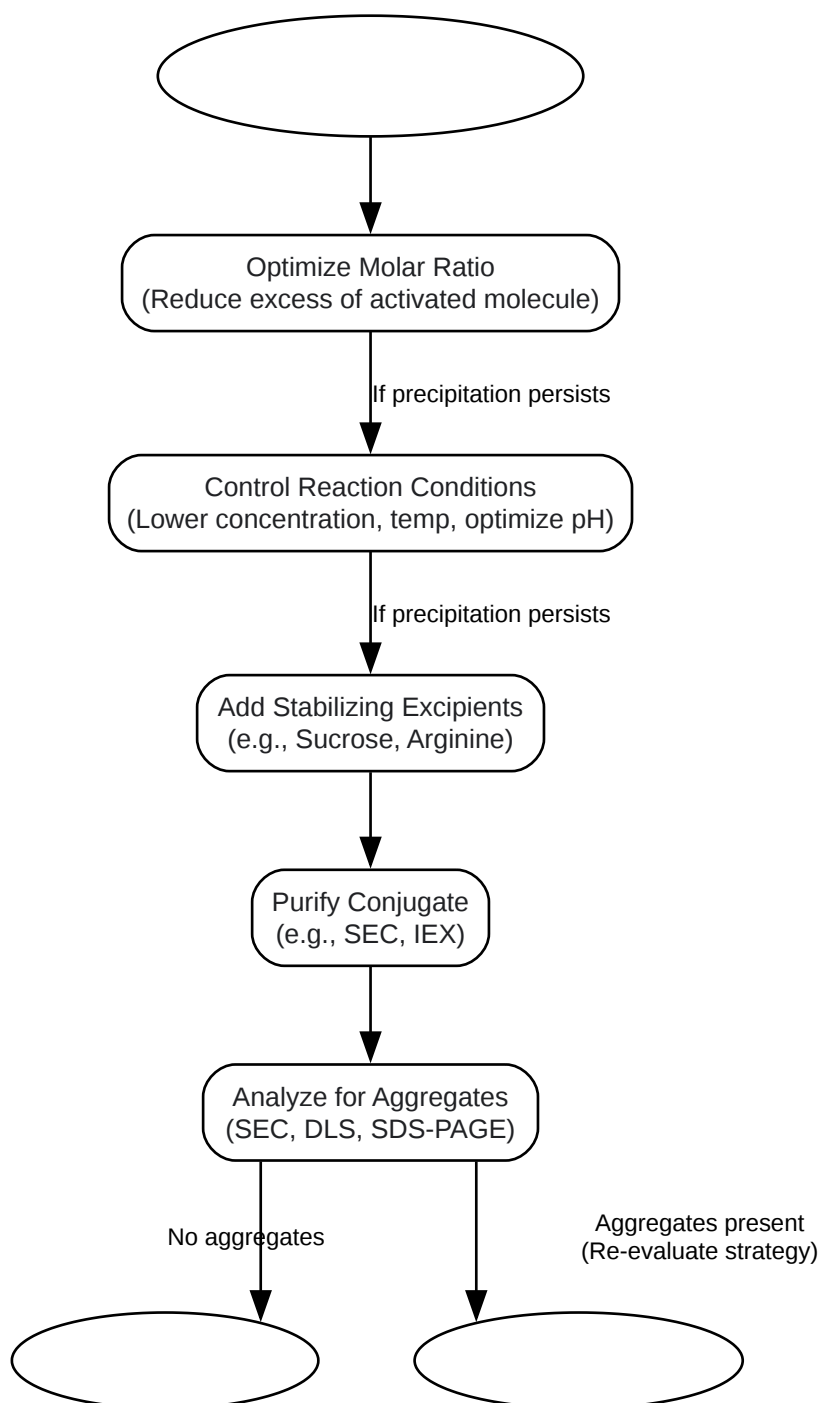 Optimize Molar Ratio
(Reduce excess of activated molecule)
If precipitation persists
Control Reaction Conditions
(Lower concentration, temp, optimize pH)
If precipitation persists
Add Stabilizing Excipients
(e.g., Sucrose, Arginine)
Purify Conjugate
(e.g., SEC, IEX)
Analyze for Aggregates
(SEC, DLS, SDS-PAGE)
No aggregates
Aggregates present
(Re-evaluate strategy)